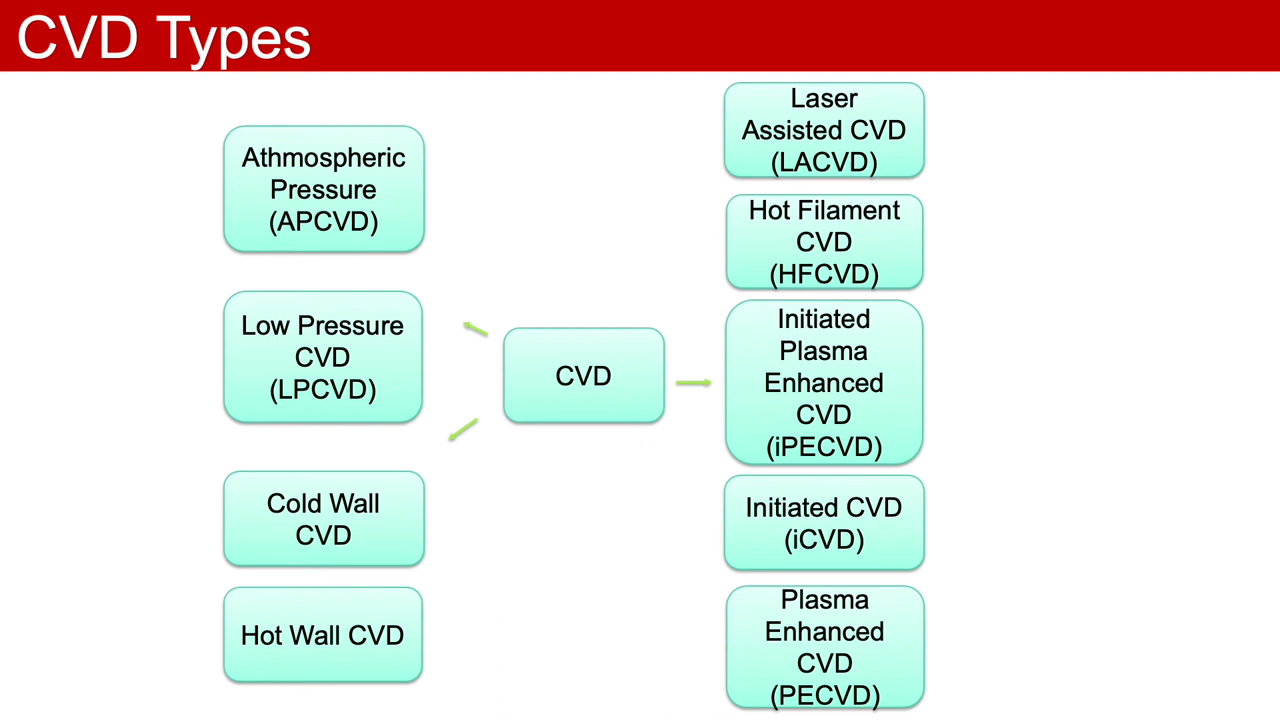 CVD Types
Athmospheric
Pressure
(APCVD)
Low Pressure
CVD
(LPCVD)
Cold Wall
CVD
Hot Wall CVD
CVD
Laser
Assisted CVD
(LACVD)
Hot Filament
CVD
(HFCVD)
Initiated
Plasma
Enhanced
CVD
(iPECVD)
Initiated CVD
(iCVD)
Plasma
Enhanced
CVD
(PECVD)